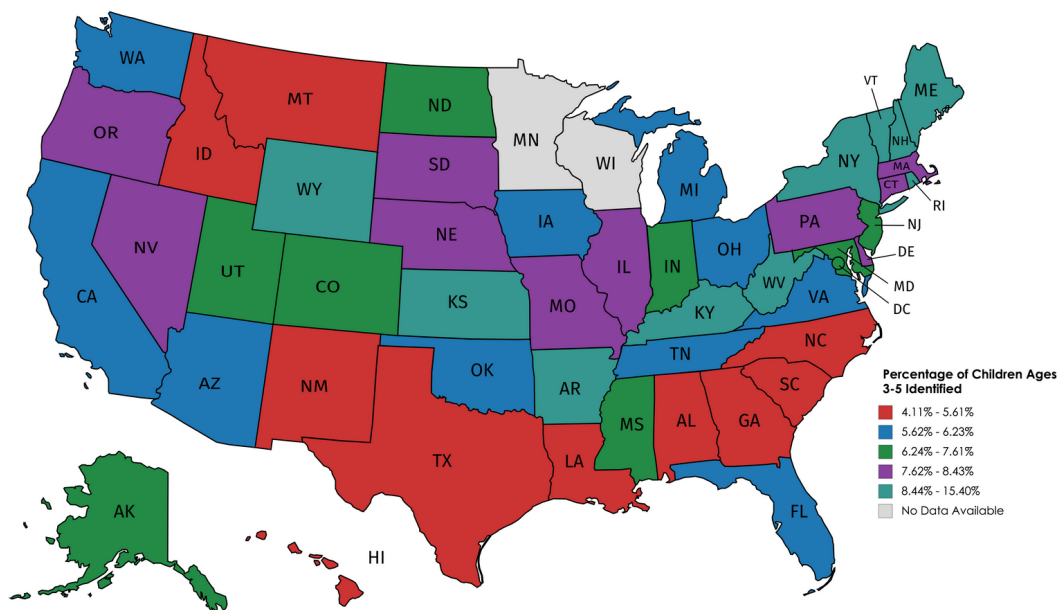 WA
MT
ND
MN
VT
ME
OR
ID
SD
WI
NY
NH
MA
WY
MI
CT
RI
IA
PA
NJ
NV
NE
IL
IN
OH
DE
UT
CO
WV
MD
CA
KS
MO
KY
VA
DC
NC
TN
AZ
NM
OK
AR
SC
MS
AL
GA
TX
LA
FL
AK
HI
Percentage of Children Ages
3-5 Identified
4.11% - 5.61%
5.62% - 6.23%
6.24% - 7.61%
7.62% - 8.43%
8.44% - 15.40%
No Data Available